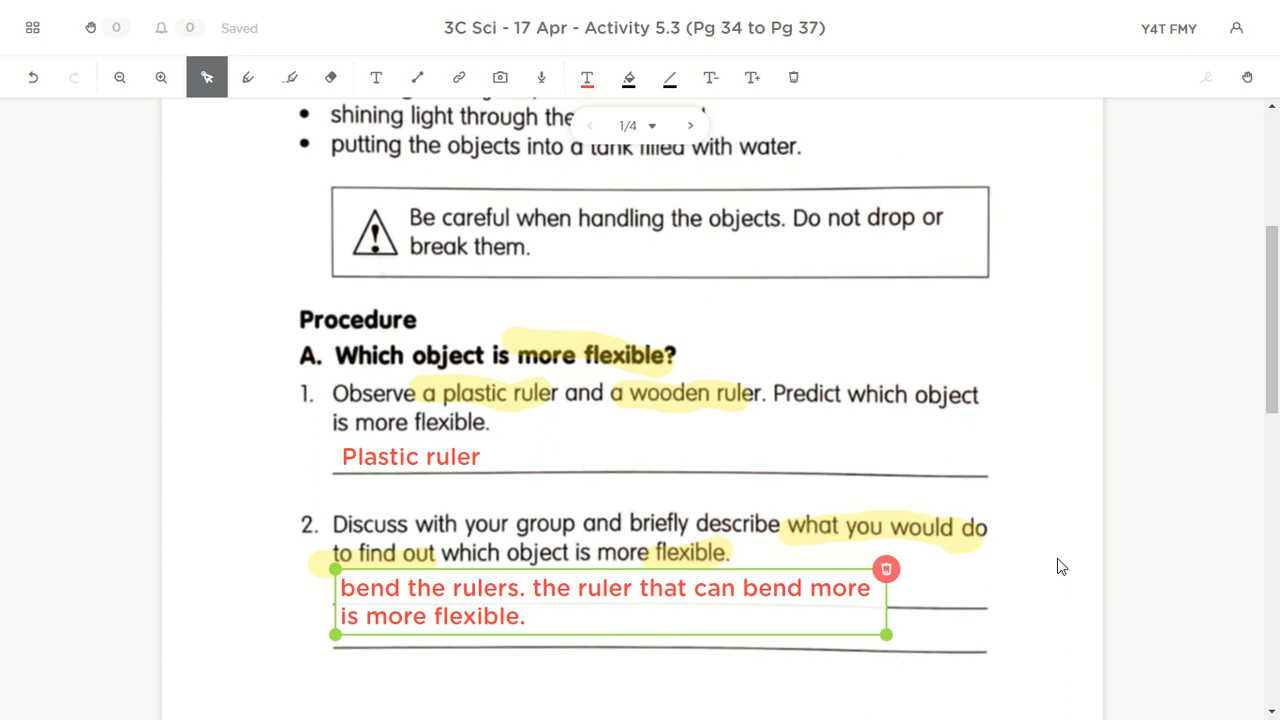 0
0
Saved
3C Sci - 17 Apr - Activity 5.3 (Pg 34 to Pg 37)
Y4T FMY
• shining light through the
1/4
• putting the objects into a tank filled with water.
Be careful when handling the objects. Do not drop or
break them.
Procedure
A. Which object is more flexible?
1. Observe a plastic ruler and a wooden ruler. Predict which object
is more flexible.
Plastic ruler
2. Discuss with your group and briefly describe what you would do
to find out which object is more flexible.
bend the rulers. the ruler that can bend more
is more flexible.